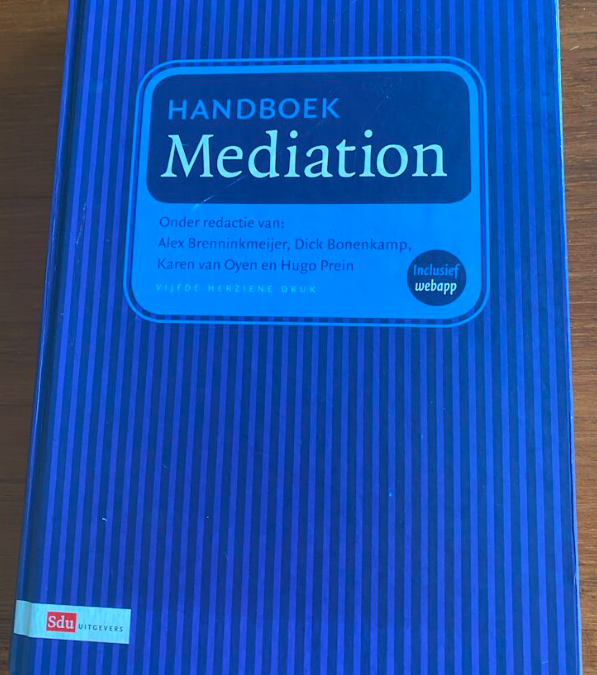 HANDBOEK
Mediation
Onder redactie van:
Alex Brenninkmeijer, Dick Bonenkamp,
Karen van Oyen en Hugo Prein
VIJFDE HERZIENE DRUK
Inclusief
webapp
Sdu UITGEVERS